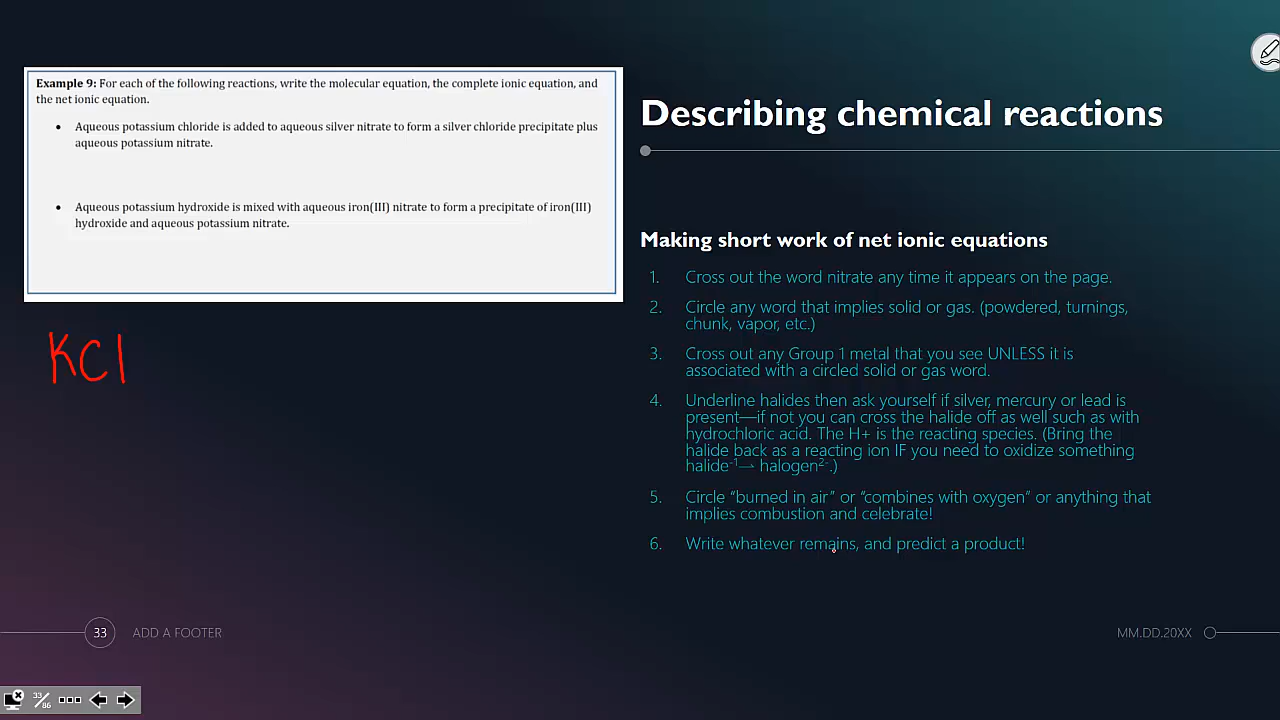 Example 9: For each of the following reactions, write the molecular equation, the complete ionic equation, and
the net ionic equation.
• Aqueous potassium chloride is added to aqueous silver nitrate to form a silver chloride precipitate plus
aqueous potassium nitrate.
• Aqueous potassium hydroxide is mixed with aqueous iron(III) nitrate to form a precipitate of iron(III)
hydroxide and aqueous potassium nitrate.
KCl
Describing chemical reactions
Making short work of net ionic equations
1. Cross out the word nitrate any time it appears on the page.
2. Circle any word that implies solid or gas. (powdered, turnings,
chunk, vapor, etc.)
3. Cross out any Group 1 metal that you see UNLESS it is
associated with a circled solid or gas word.
4. Underline halides then ask yourself if silver, mercury or lead is
present—if not you can cross the halide off as well such as with
hydrochloric acid. The H+ is the reacting species. (Bring the
halide back as a reacting ion IF you need to oxidize something
halide⁻¹→ halogen²⁻.)
5. Circle “burned in air” or “combines with oxygen” or anything that
implies combustion and celebrate!
6. Write whatever remains, and predict a product!
33 ADD A FOOTER
MM.DD.20XX
33/86